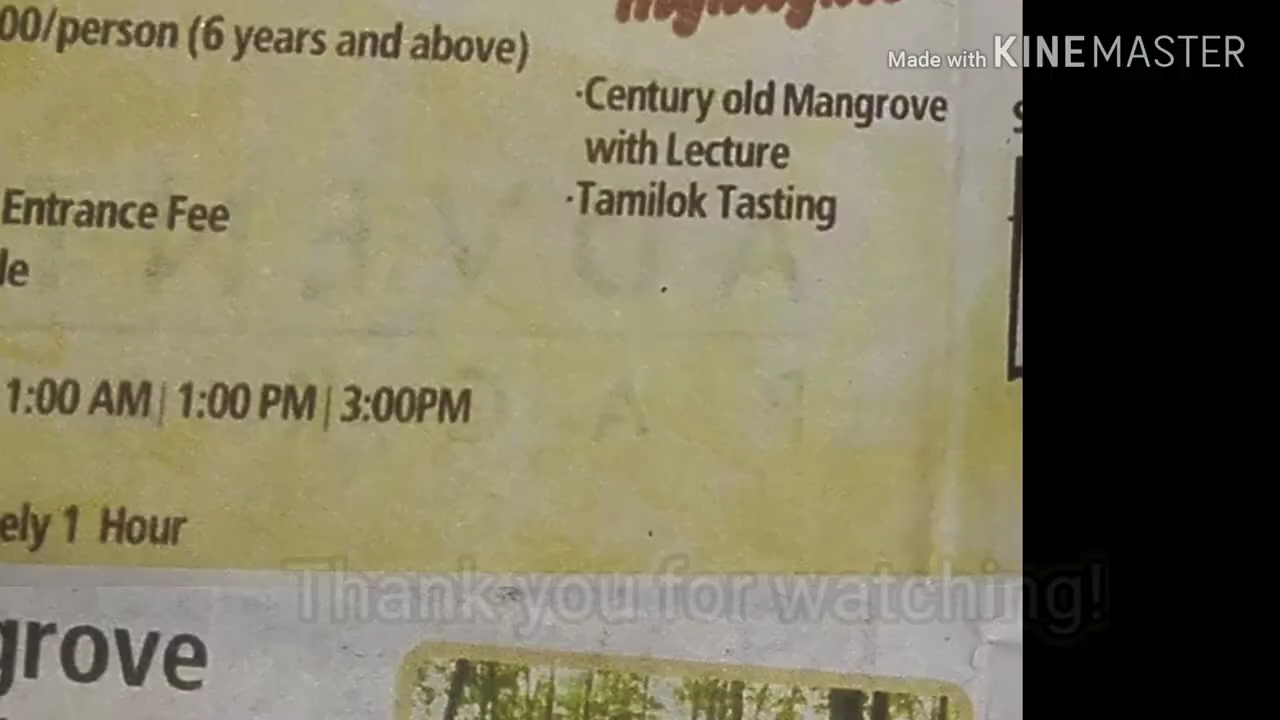 00/person (6 years and above)
Highlights
Made with KINEMASTER
·Century old Mangrove
with Lecture
·Tamilok Tasting
Entrance Fee
le
1:00 AM | 1:00 PM | 3:00PM
ely 1 Hour
Thank you for watching!
grove